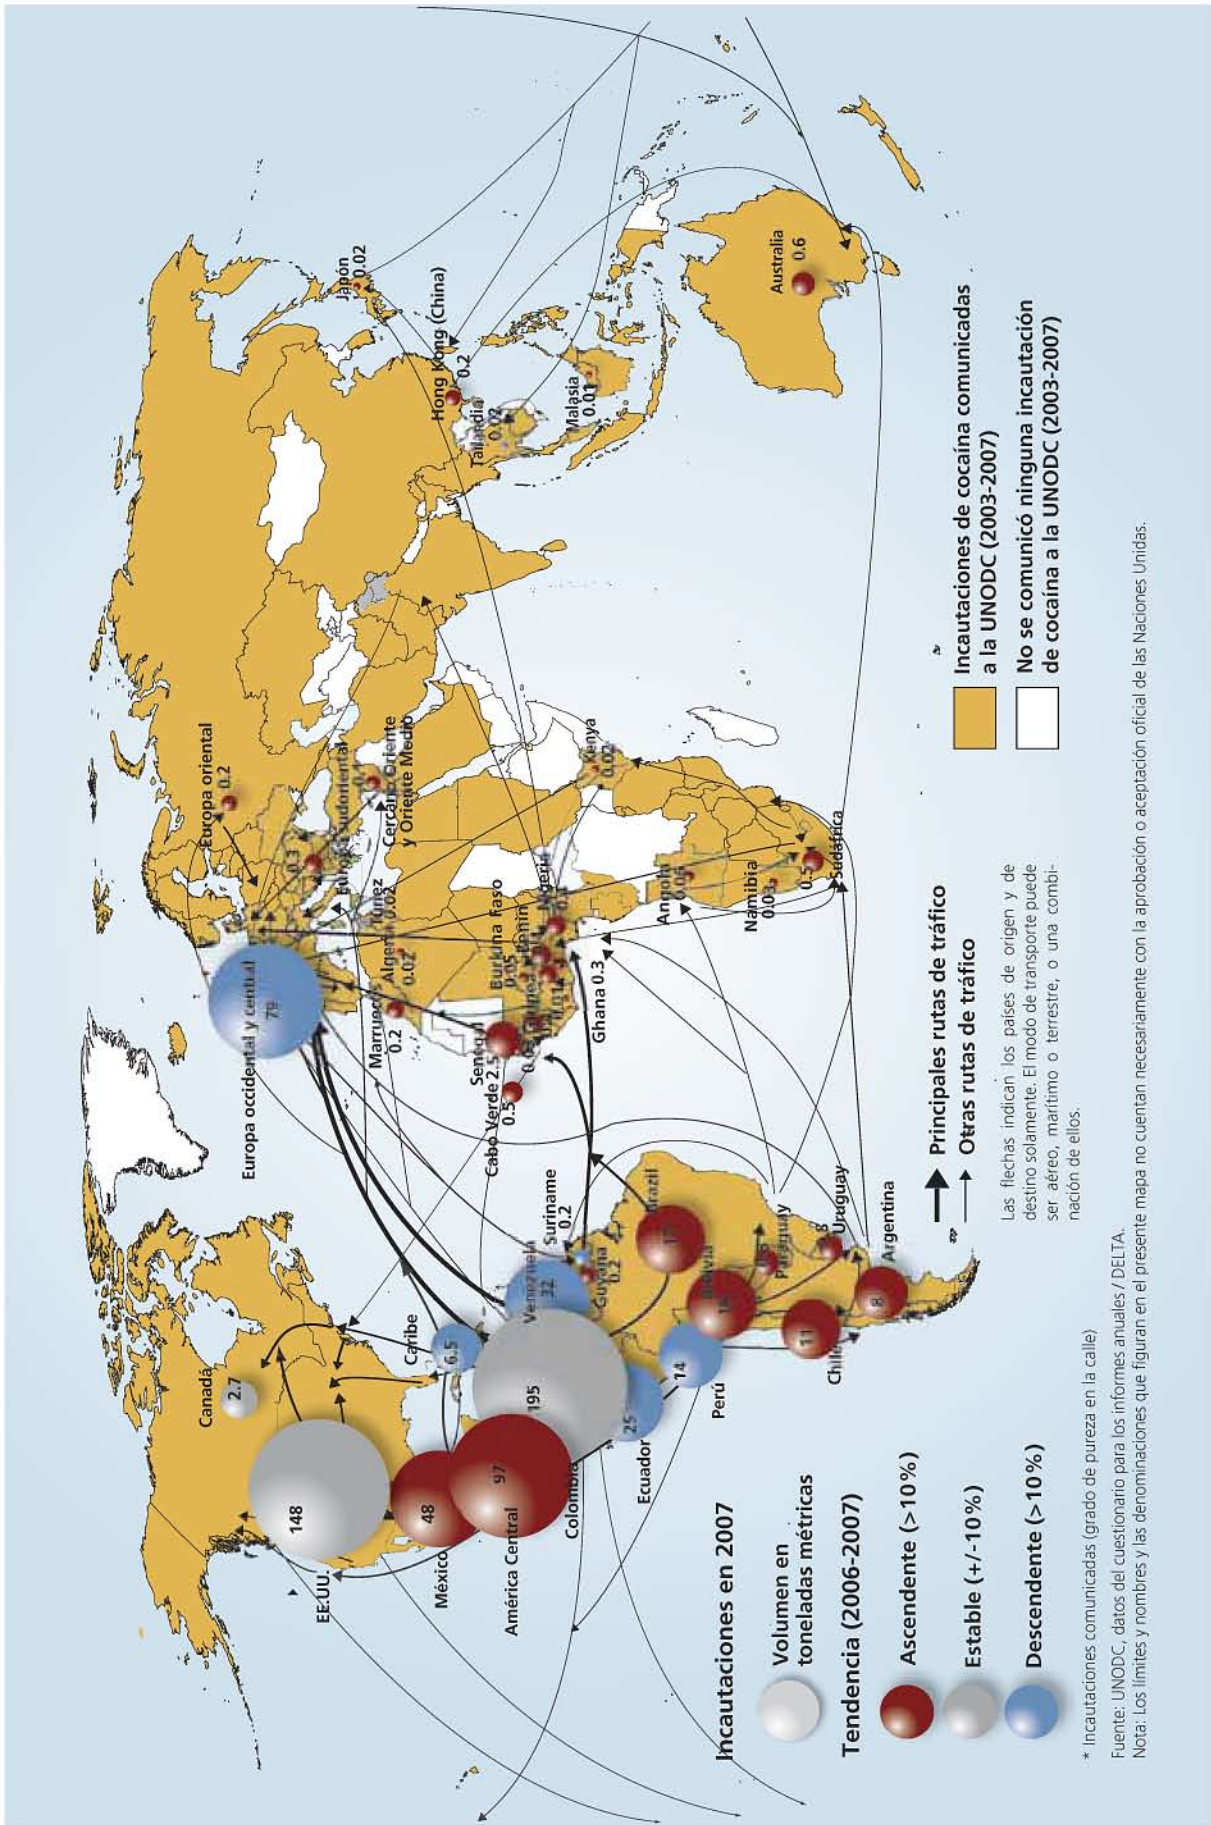 Canadá
2.7
EE.UU.
148
México
48
América Central
97
Colombia
195
Caribe
6.5
Venezuela
32
Suriname
0.2
Guyana
0.2
Ecuador
25
Perú
14
Brazil
Bolivia
Paraguay
Chile
11
Uruguay
Argentina
8
Europa occidental y central
79
Europa oriental
0.2
Europa sudoriental
0.3
Cercano Oriente
y Oriente Medio
Marruecos
0.2
Argelia
0.02
Túnez
0.02
Cabo Verde
0.5
Senegal
2.5
Burkina Faso
0.05
Benin
Guinea
Nigeria
Ghana 0.3
Kenya
0.02
Angola
0.05
Namibia
0.03
Sudáfrica
0.5
Japón
0.02
Hong Kong (China)
0.2
Tailandia
0.02
Malasia
0.01
Australia
0.6
Incautaciones en 2007
Volumen en
toneladas métricas
Tendencia (2006-2007)
Ascendente (>10%)
Estable (+/-10%)
Descendente (>10%)
Principales rutas de tráfico
Otras rutas de tráfico
Las flechas indican los países de origen y de
destino solamente. El modo de transporte puede
ser aéreo, marítimo o terrestre, o una combi-
nación de ellos.
Incautaciones de cocaína comunicadas
a la UNODC (2003-2007)
No se comunicó ninguna incautación
de cocaína a la UNODC (2003-2007)
* Incautaciones comunicadas (grado de pureza en la calle)
Fuente: UNODC, datos del cuestionario para los informes anuales / DELTA.
Nota: Los límites y nombres y las denominaciones que figuran en el presente mapa no cuentan necesariamente con la aprobación o aceptación oficial de las Naciones Unidas.